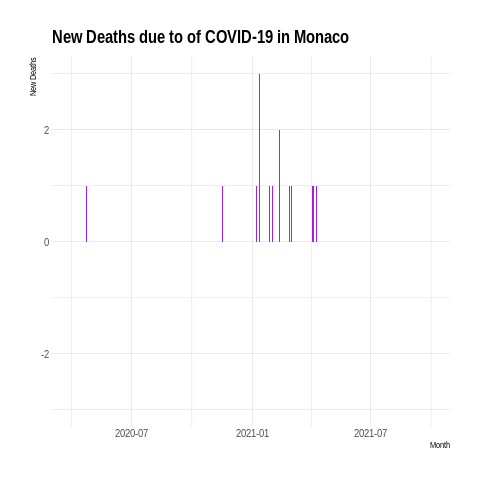 New Deaths due to of COVID-19 in Monaco
New Deaths
2
0
-2
2020-07
2021-01
2021-07
Month